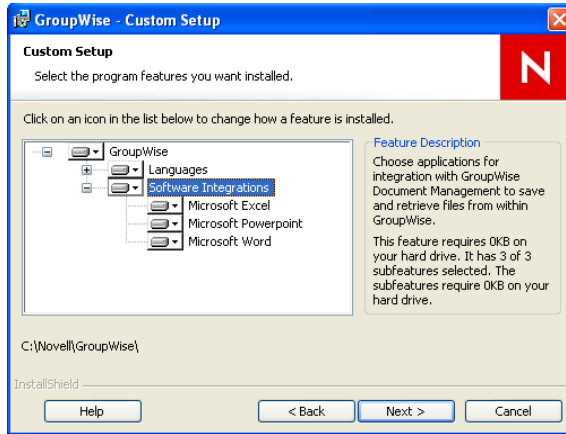 GroupWise - Custom Setup
Custom Setup
Select the program features you want installed.
N
Click on an icon in the list below to change how a feature is installed.
GroupWise
Languages
Software Integrations
Microsoft Excel
Microsoft Powerpoint
Microsoft Word
Feature Description
Choose applications for
integration with GroupWise
Document Management to save
and retrieve files from within
GroupWise.
This feature requires 0KB on
your hard drive. It has 3 of 3
subfeatures selected. The
subfeatures require 0KB on your
hard drive.
C:\Novell\GroupWise\
InstallShield
Help
< Back
Next >
Cancel